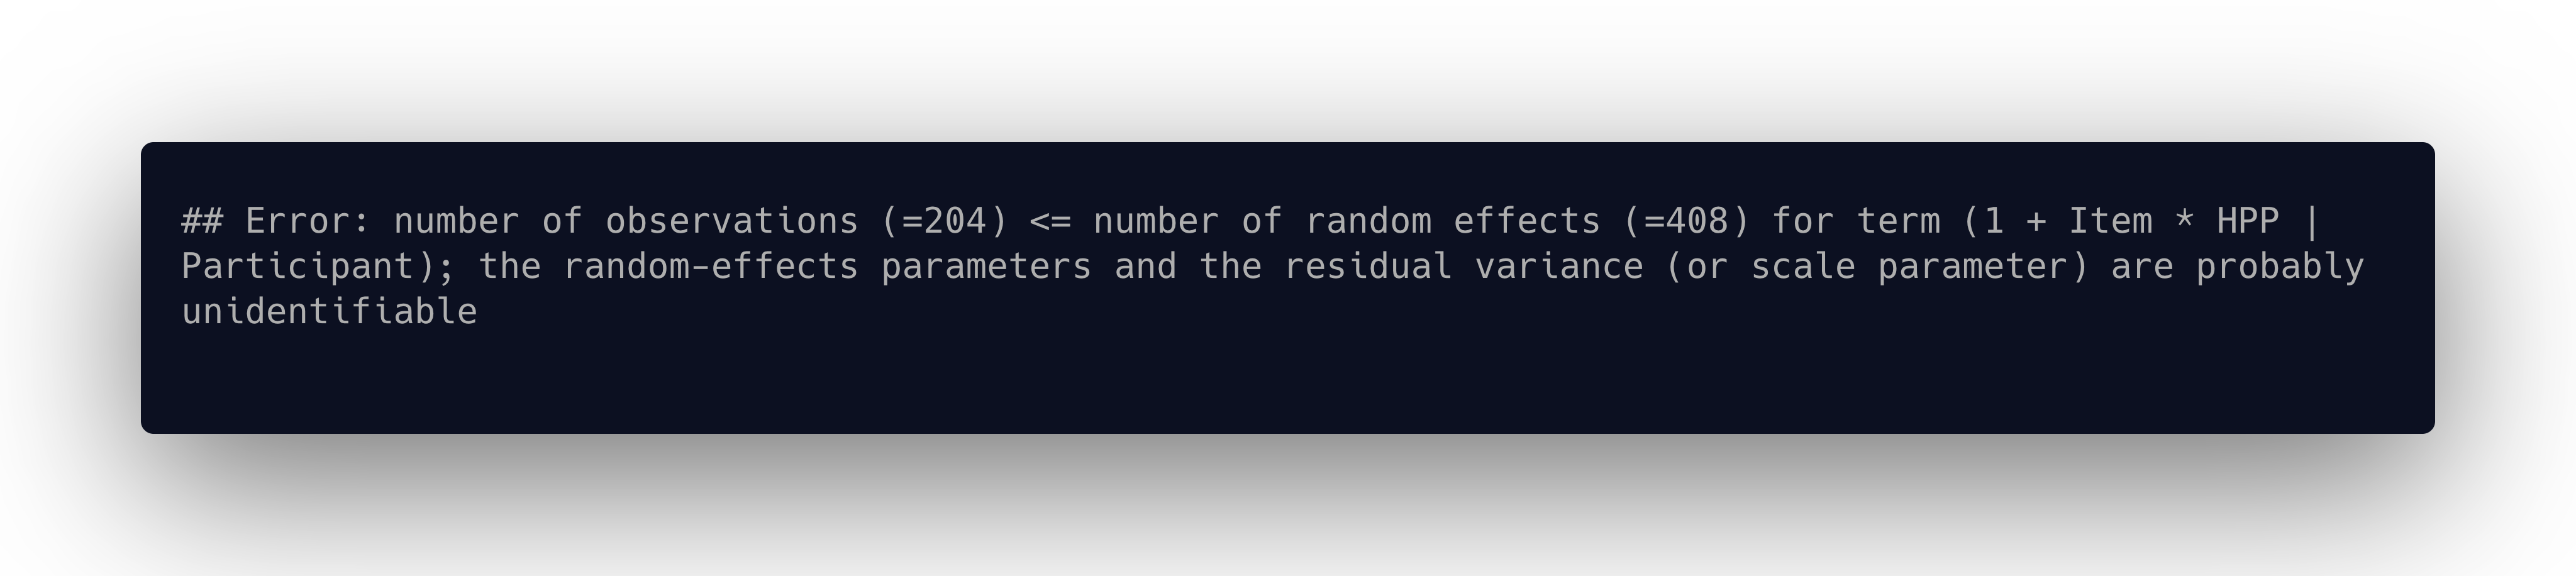 ## Error: number of observations (=204) <= number of random effects (=408) for term (1 + Item * HPP |
Participant); the random-effects parameters and the residual variance (or scale parameter) are probably
unidentifiable